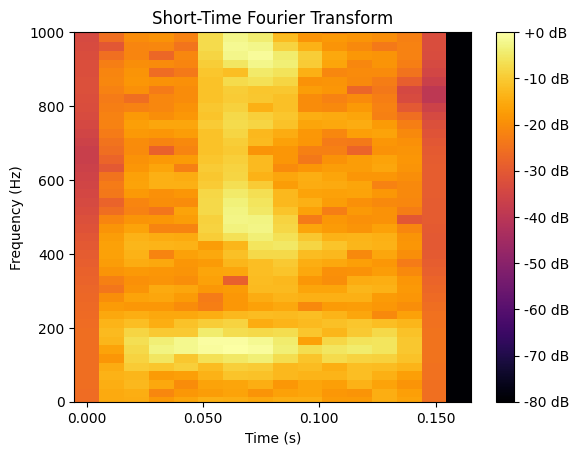 Short-Time Fourier Transform
1000
800
600
400
200
0
Frequency (Hz)
0.000
0.050
0.100
0.150
Time (s)
+0 dB
-10 dB
-20 dB
-30 dB
-40 dB
-50 dB
-60 dB
-70 dB
-80 dB